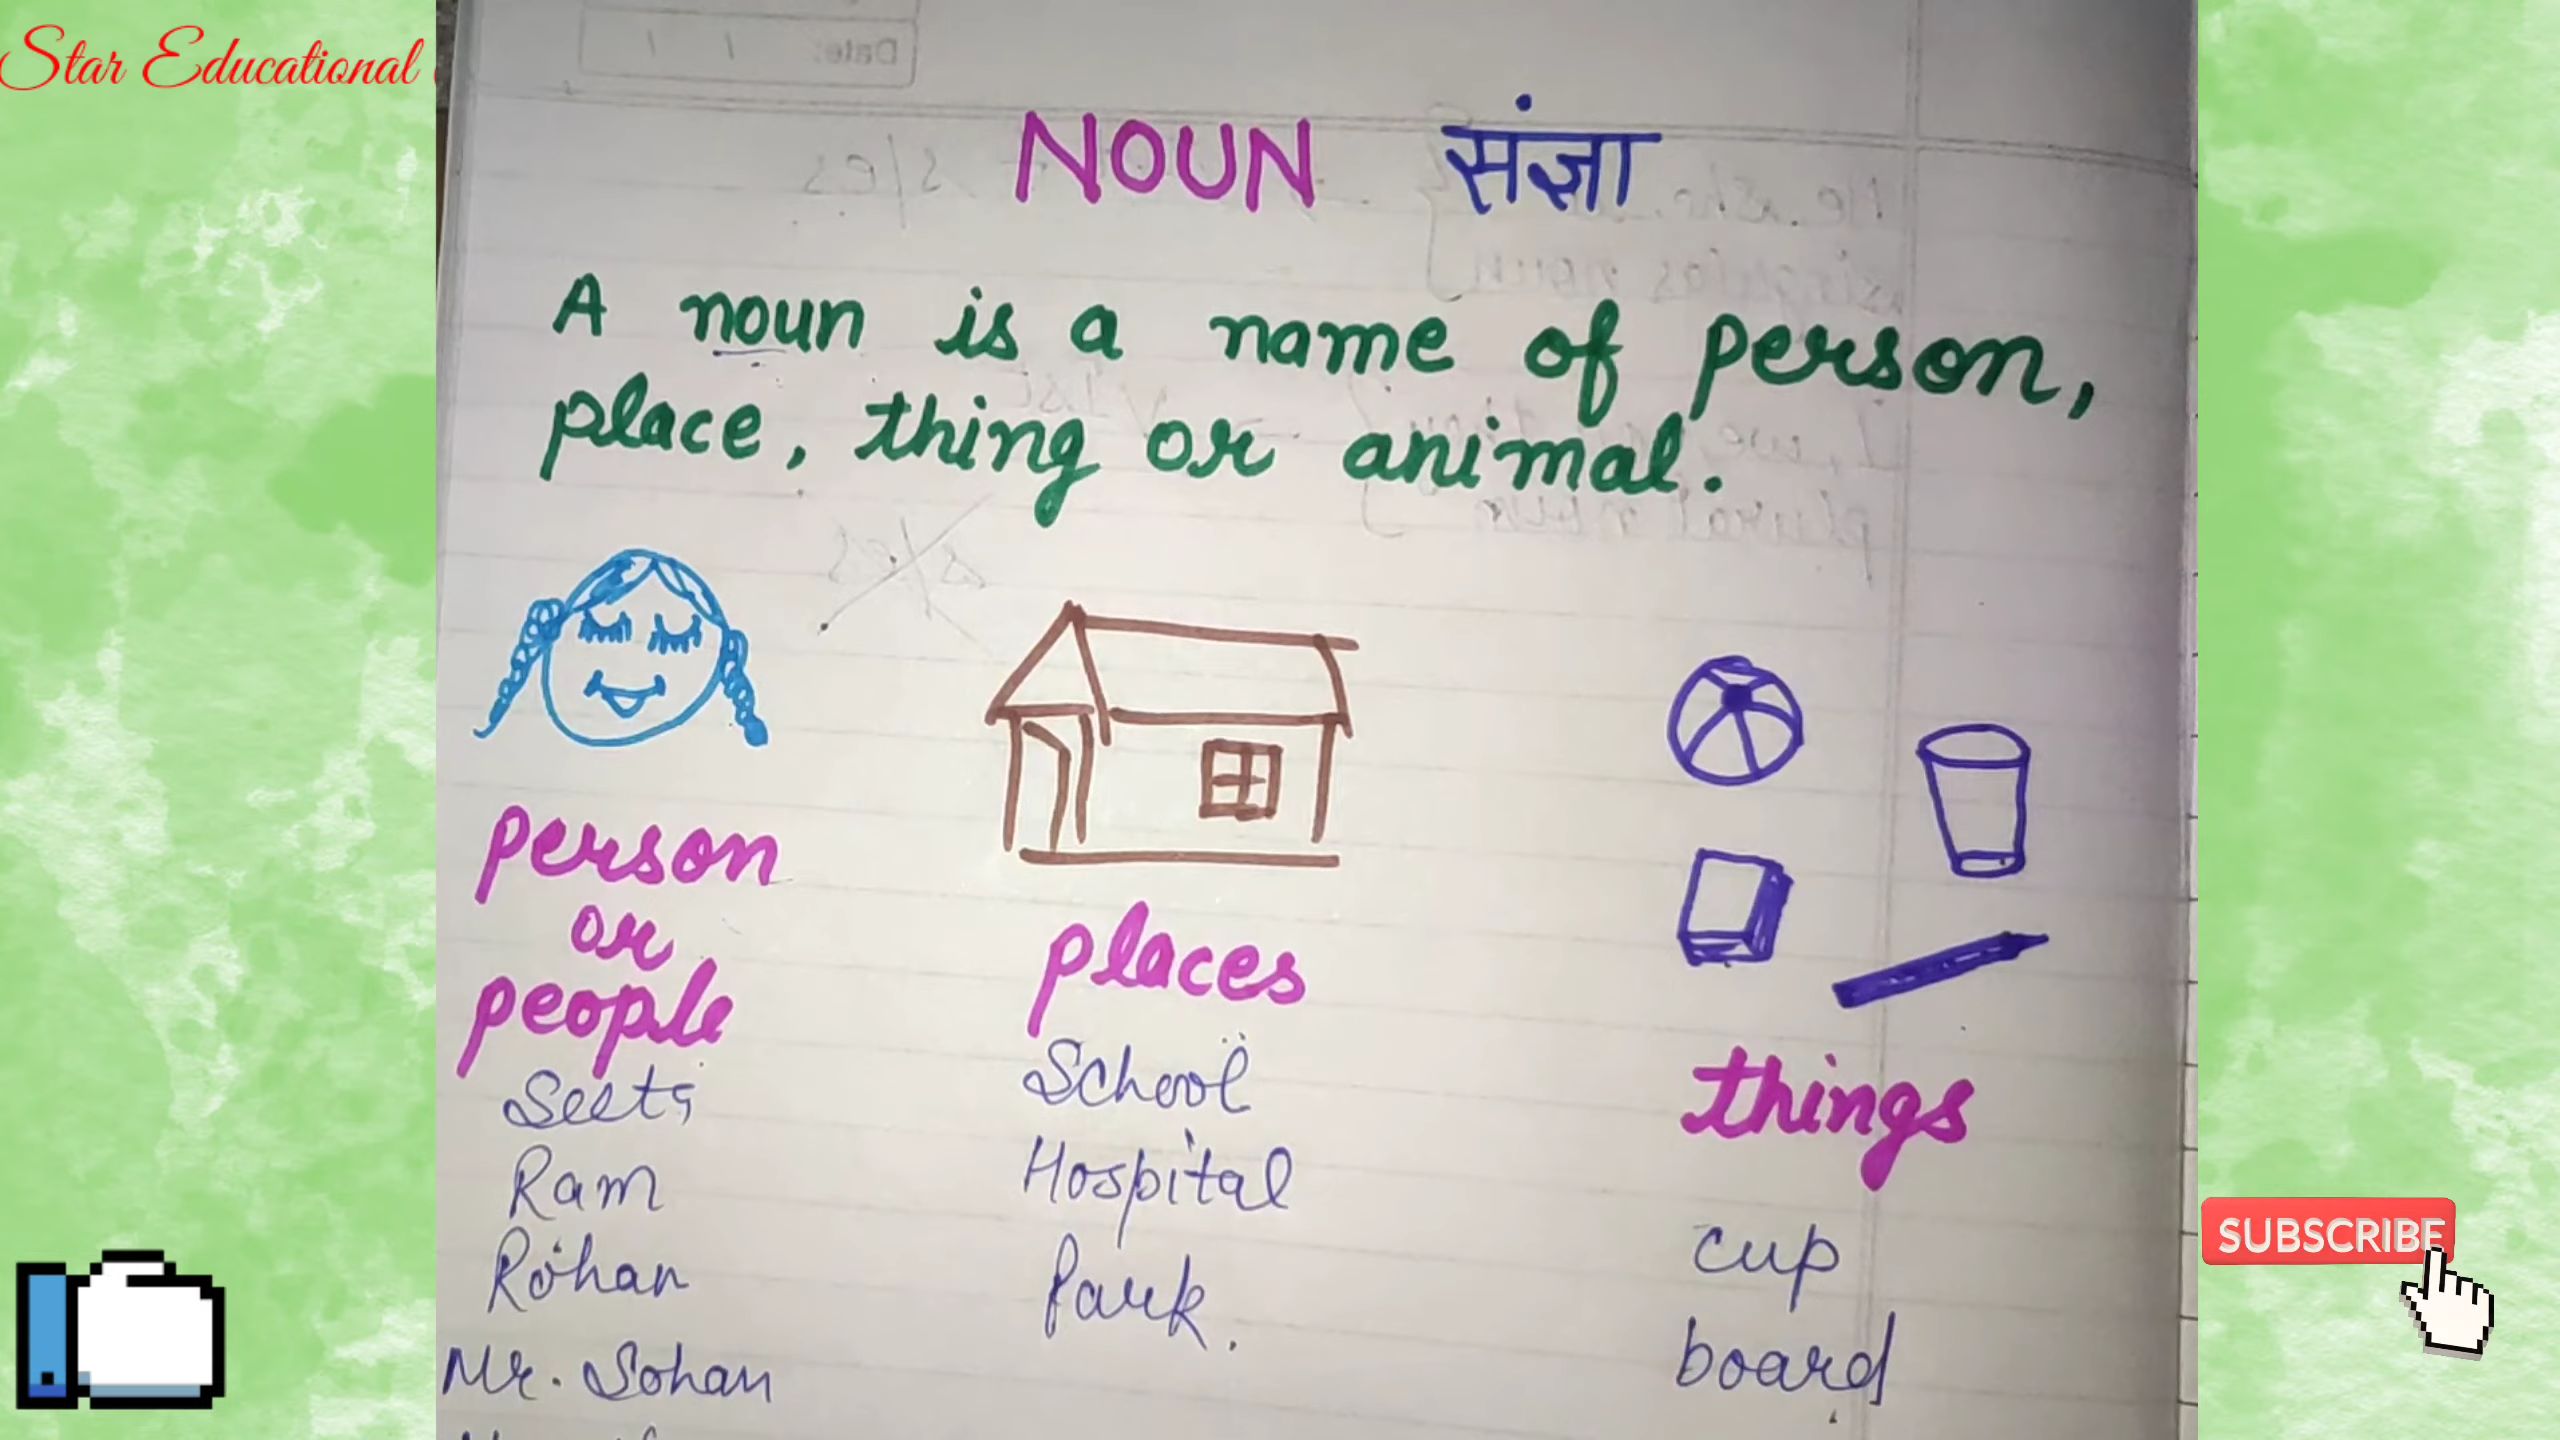 Star Educational
Date:
NOUN संज्ञा
A noun is a name of person,
place, thing or animal.
person
or
people
Seeta
Ram
Rohan
Mr. Sohan
places
School
Hospital
Park.
things
cup
board
SUBSCRIBE